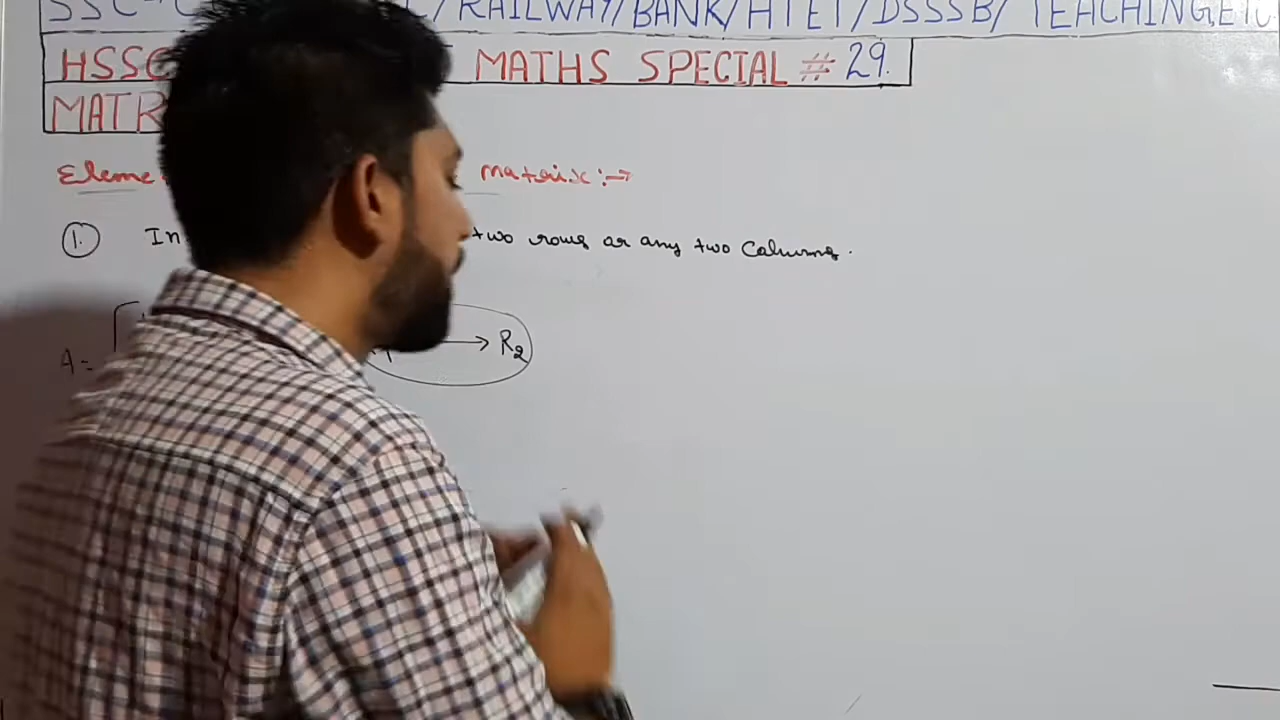 SSC-C /RAILWAY/BANK/HTET/DSSSB/ TEACHING ETC
HSSC MATHS SPECIAL # 29.
MATR
Eleme matrix :→
1. In two rows or any two Columns.
A = → R2